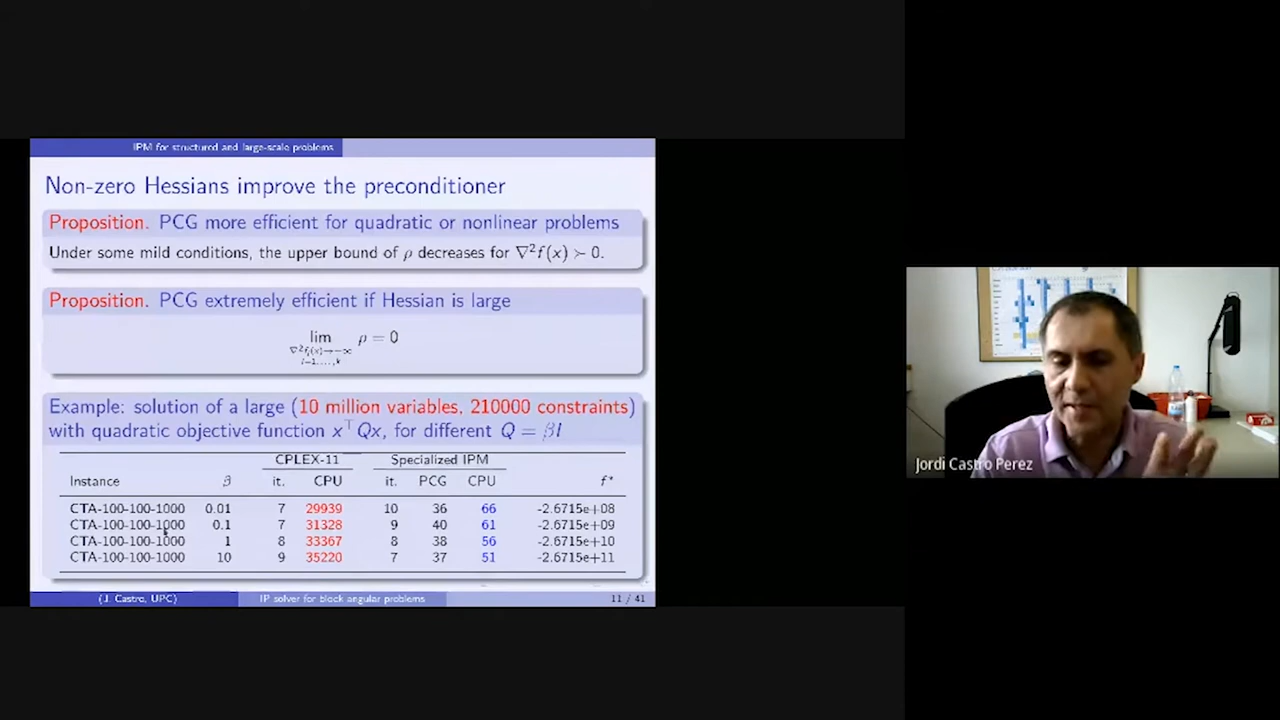 IPM for structured and large-scale problems
Non-zero Hessians improve the preconditioner
Proposition. PCG more efficient for quadratic or nonlinear problems
Under some mild conditions, the upper bound of ρ decreases for ∇²f(x) ≻ 0.
Proposition. PCG extremely efficient if Hessian is large
lim ρ = 0
i=1,...,k
Example: solution of a large (10 million variables, 210000 constraints)
with quadratic objective function x⊤Qx, for different Q = βI
CPLEX-11 Specialized IPM
Instance β it. CPU it. PCG CPU f*
CTA-100-100-1000 0.01 7 29939 10 36 66 -2.6715e+08
CTA-100-100-1000 0.1 7 31328 9 40 61 -2.6715e+09
CTA-100-100-1000 1 8 33367 8 38 56 -2.6715e+10
CTA-100-100-1000 10 9 35220 7 37 51 -2.6715e+11
(J. Castro, UPC) IP solver for block angular problems 11 / 41
Jordi Castro Perez